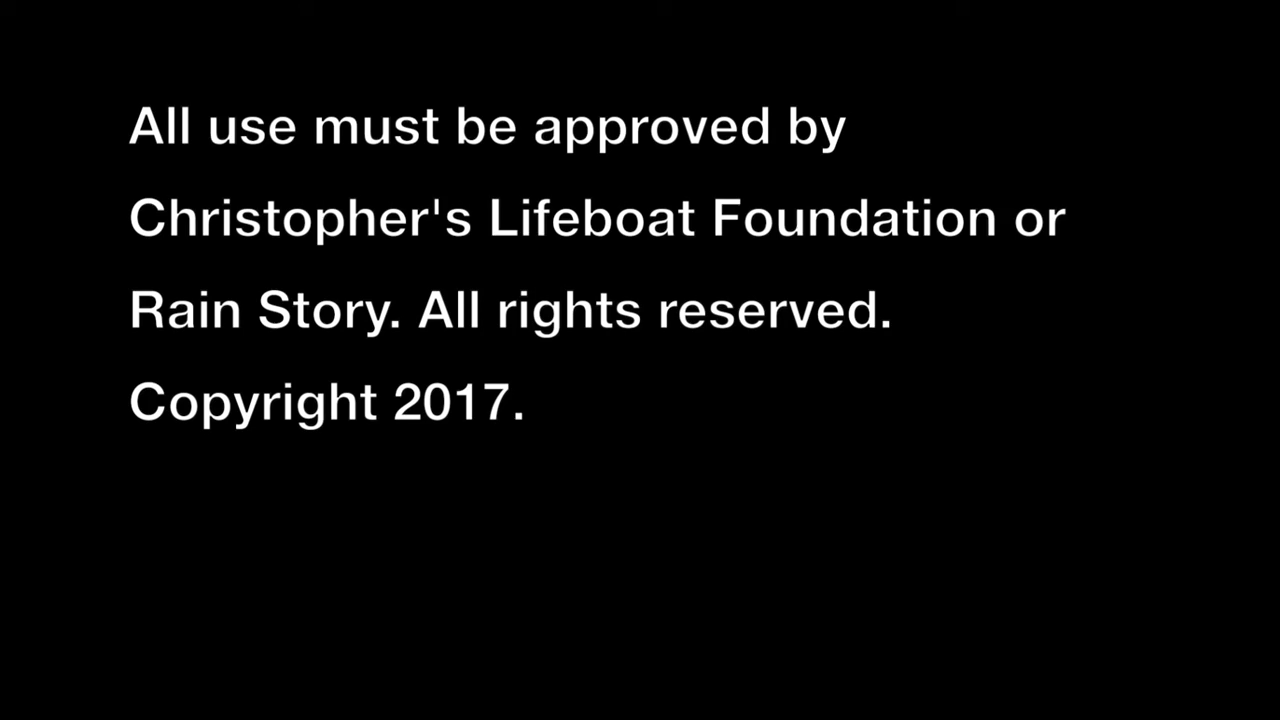 All use must be approved by
Christopher's Lifeboat Foundation or
Rain Story. All rights reserved.
Copyright 2017.